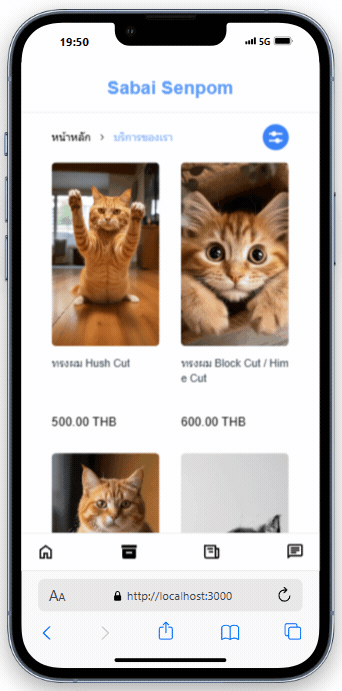 19:50 5G
Sabai Senpom
หน้าหลัก > บริการของเรา
ทรงผม Hush Cut
ทรงผม Block Cut / Him
e Cut
500.00 THB
600.00 THB
AA http://localhost:3000